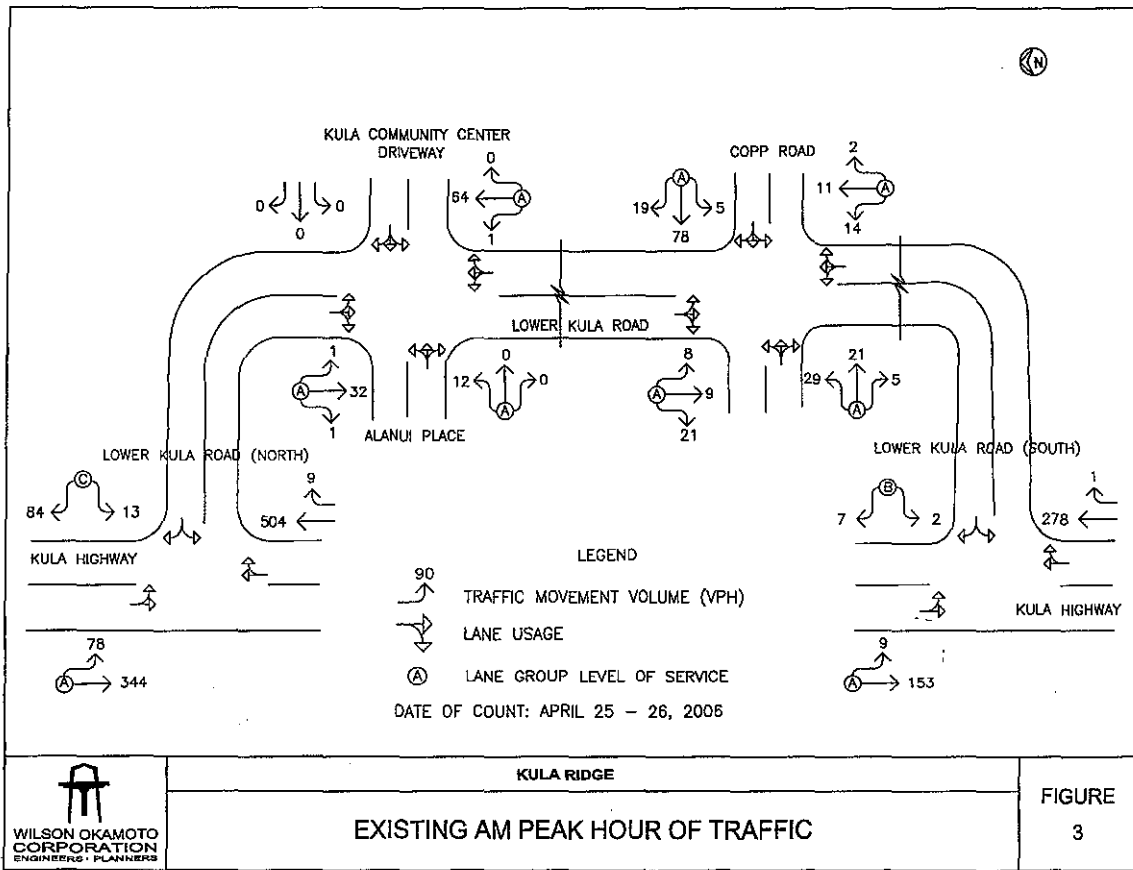 N
KULA COMMUNITY CENTER
DRIVEWAY
COPP ROAD
0
64
A
1
0
0
0
A
19
5
78
2
11
A
14
LOWER KULA ROAD
1
A
32
1
0
12
0
A
8
A
9
21
21
29
5
A
ALANUI PLACE
LOWER KULA ROAD (NORTH)
LOWER KULA ROAD (SOUTH)
C
84
13
9
504
B
7
2
1
278
KULA HIGHWAY
KULA HIGHWAY
78
A
344
9
A
153
LEGEND
90
TRAFFIC MOVEMENT VOLUME (VPH)
LANE USAGE
A
LANE GROUP LEVEL OF SERVICE
DATE OF COUNT: APRIL 25 – 26, 2006
WILSON OKAMOTO
CORPORATION
ENGINEERS · PLANNERS
KULA RIDGE
EXISTING AM PEAK HOUR OF TRAFFIC
FIGURE
3